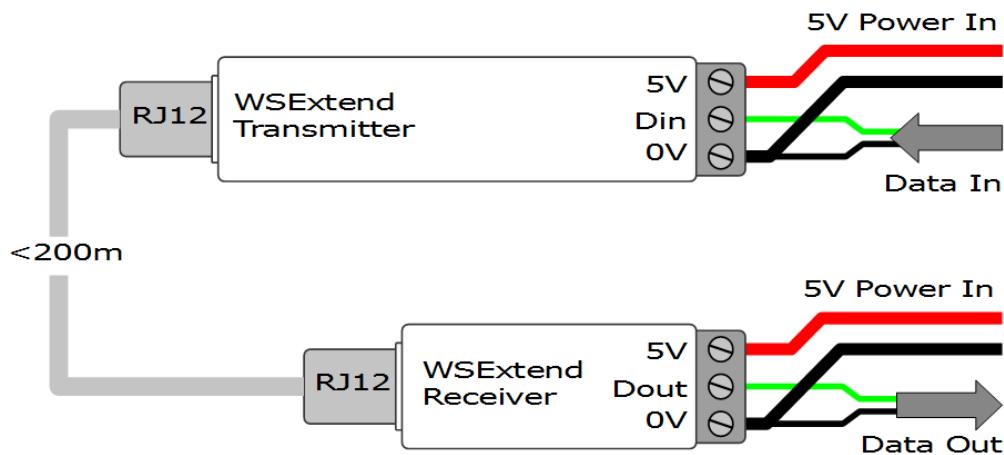 5V Power In
RJ12
WSExtend
Transmitter
5V
Din
0V
Data In
<200m
5V Power In
RJ12
WSExtend
Receiver
5V
Dout
0V
Data Out